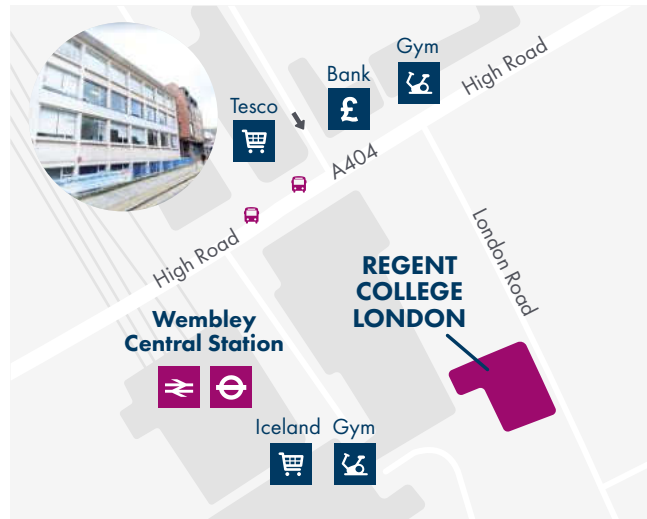 Gym
Bank
£
High Road
Tesco
A404
High Road
London Road
REGENT
COLLEGE
LONDON
Wembley
Central Station
Iceland
Gym